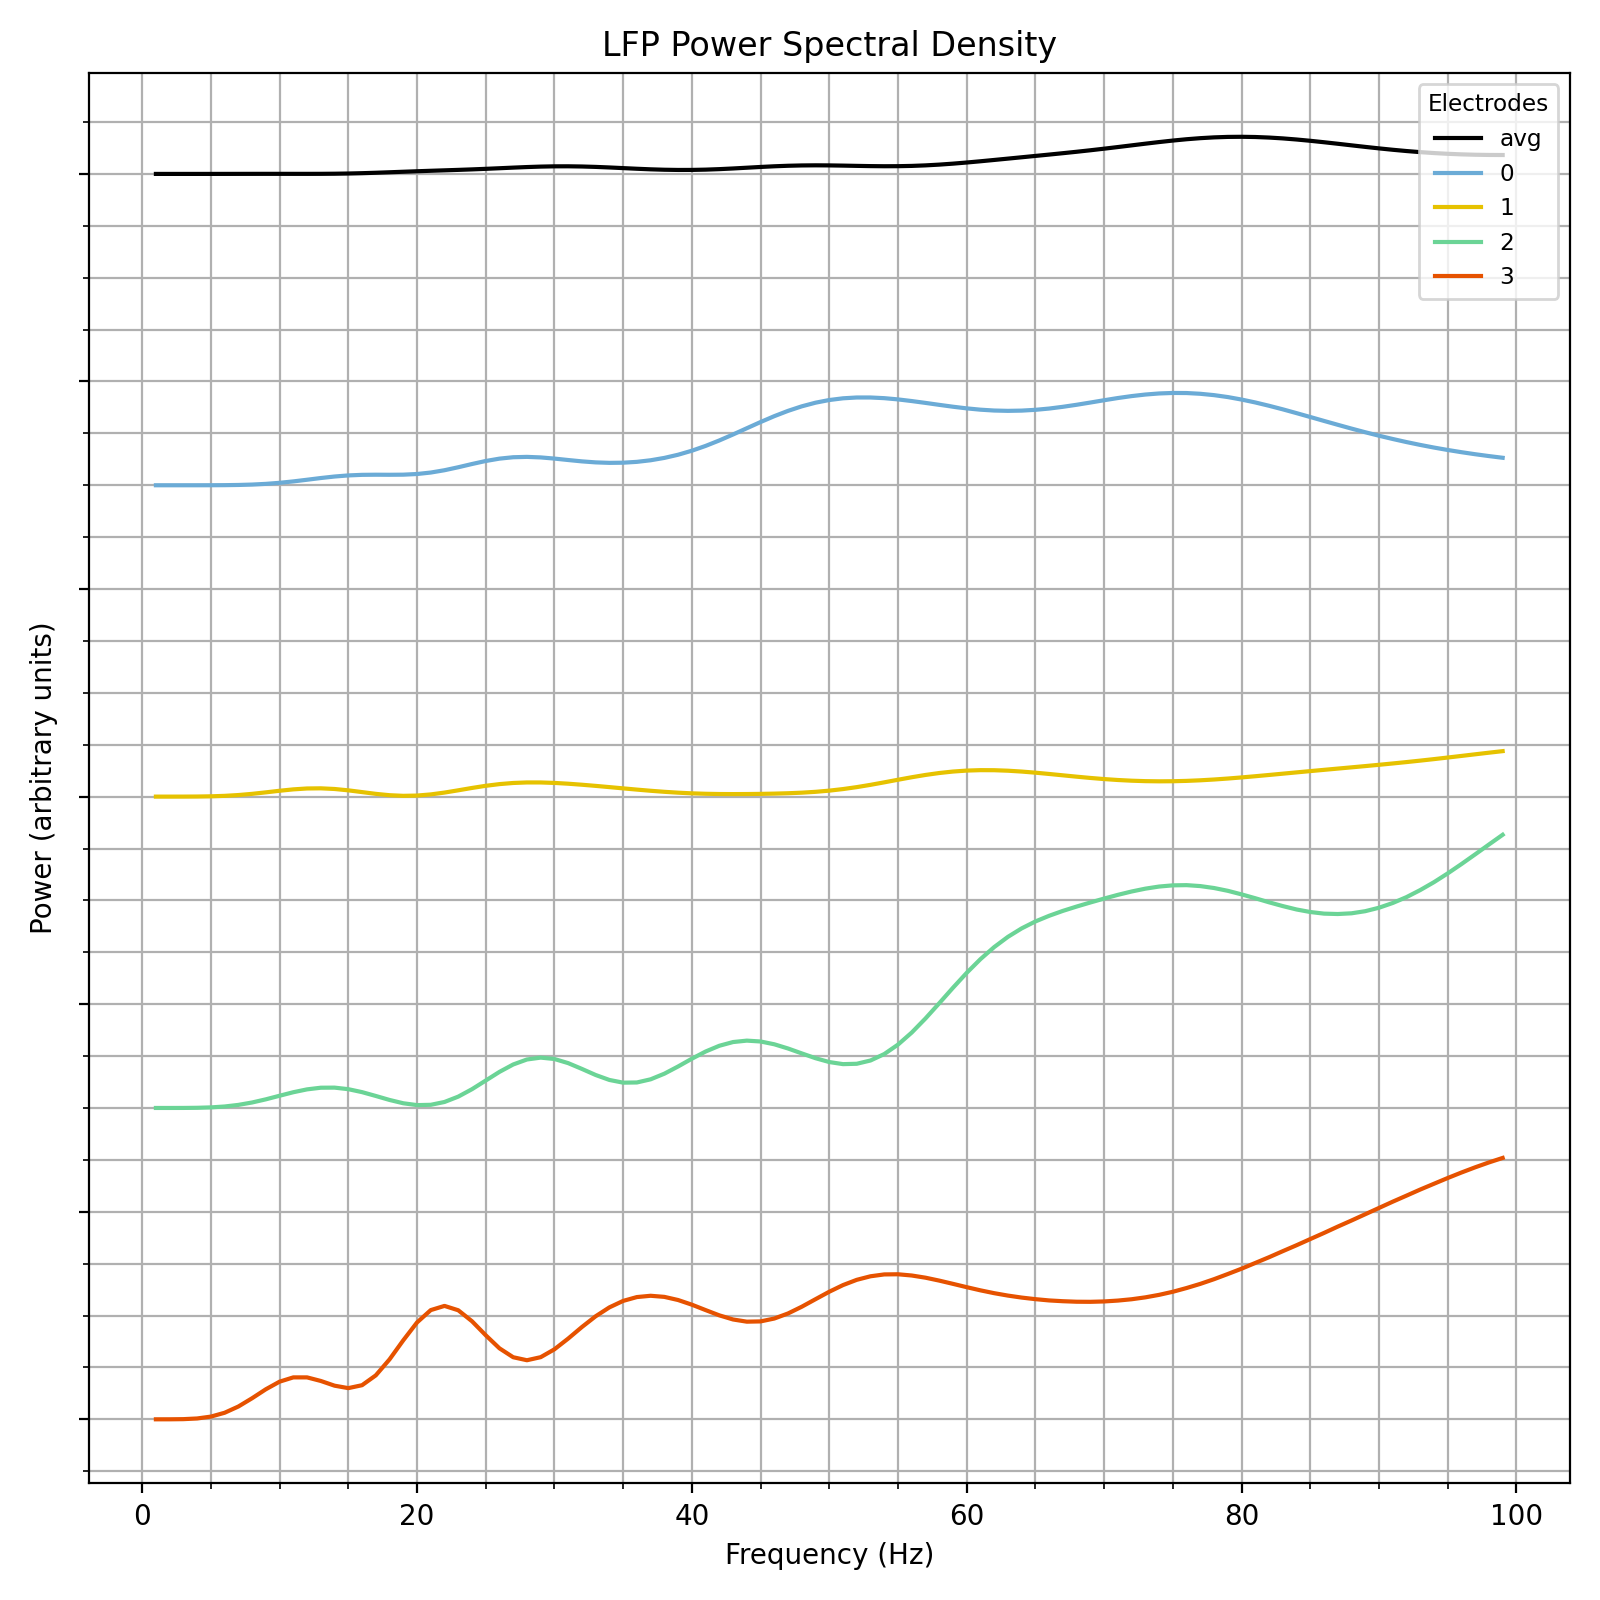 LFP Power Spectral Density
Electrodes
avg
0
1
2
3
Power (arbitrary units)
0 20 40 60 80 100
Frequency (Hz)